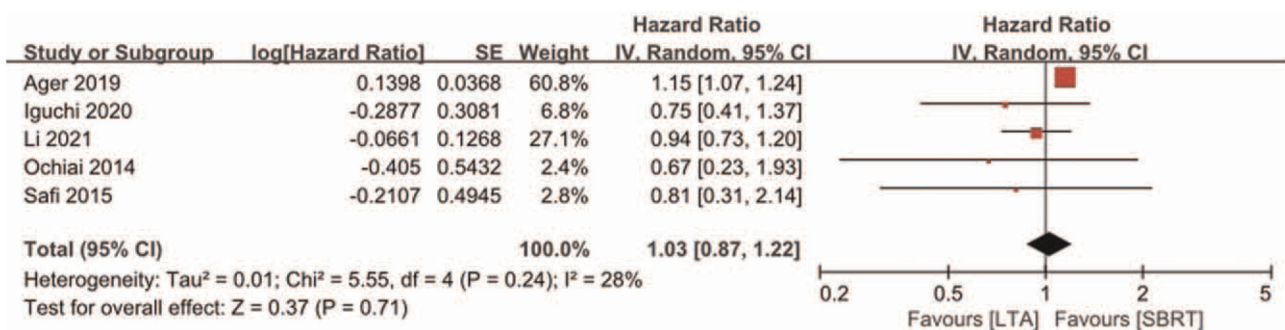 Hazard Ratio Hazard Ratio
Study or Subgroup log[Hazard Ratio] SE Weight IV, Random, 95% CI IV, Random, 95% CI
Ager 2019 0.1398 0.0368 60.8% 1.15 [1.07, 1.24]
Iguchi 2020 -0.2877 0.3081 6.8% 0.75 [0.41, 1.37]
Li 2021 -0.0661 0.1268 27.1% 0.94 [0.73, 1.20]
Ochiai 2014 -0.405 0.5432 2.4% 0.67 [0.23, 1.93]
Safi 2015 -0.2107 0.4945 2.8% 0.81 [0.31, 2.14]
Total (95% CI) 100.0% 1.03 [0.87, 1.22]
Heterogeneity: Tau² = 0.01; Chi² = 5.55, df = 4 (P = 0.24); I² = 28%
Test for overall effect: Z = 0.37 (P = 0.71)
0.2 0.5 1 2 5
Favours [LTA] Favours [SBRT]